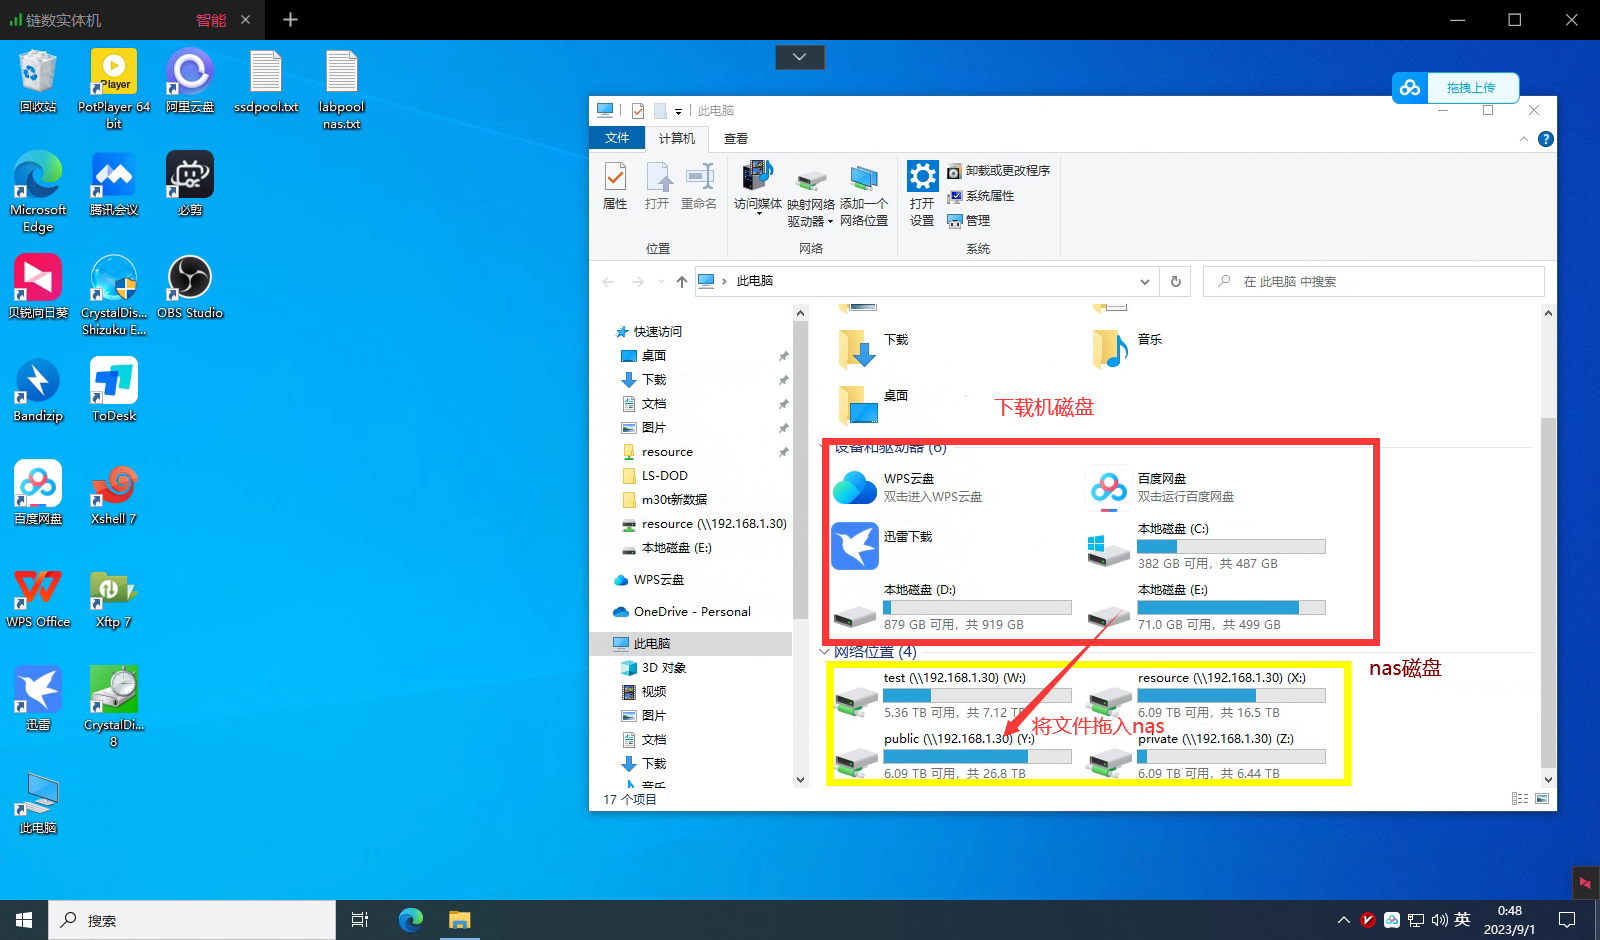 链数实体机
智能
回收站
PotPlayer 64 bit
阿里云盘
ssdpool.txt
labpool nas.txt
Microsoft Edge
腾讯会议
必剪
贝锐向日葵
CrystalDis... Shizuku E...
OBS Studio
Bandizip
ToDesk
百度网盘
Xshell 7
WPS Office
Xftp 7
迅雷
CrystalDi... 8
此电脑
拖拽上传
此电脑
文件
计算机
查看
属性
打开
重命名
访问媒体
映射网络驱动器
添加一个网络位置
打开设置
卸载或更改程序
系统属性
管理
位置
网络
系统
此电脑
在 此电脑 中搜索
快速访问
桌面
下载
文档
图片
resource
LS-DOD
m30t新数据
resource (\\192.168.1.30)
本地磁盘 (E:)
WPS云盘
OneDrive - Personal
此电脑
3D 对象
视频
图片
文档
下载
音乐
17 个项目
下载
音乐
桌面
下载机磁盘
设备和驱动器 (6)
WPS云盘
双击进入WPS云盘
百度网盘
双击运行百度网盘
迅雷下载
本地磁盘 (C:)
382 GB 可用，共 487 GB
本地磁盘 (D:)
879 GB 可用，共 919 GB
本地磁盘 (E:)
71.0 GB 可用，共 499 GB
网络位置 (4)
nas磁盘
test (\\192.168.1.30) (W:)
5.36 TB 可用，共 7.12 TB
resource (\\192.168.1.30) (X:)
6.09 TB 可用，共 16.5 TB
将文件拖入nas
public (\\192.168.1.30) (Y:)
6.09 TB 可用，共 26.8 TB
private (\\192.168.1.30) (Z:)
6.09 TB 可用，共 6.44 TB
搜索
英
0:48
2023/9/1